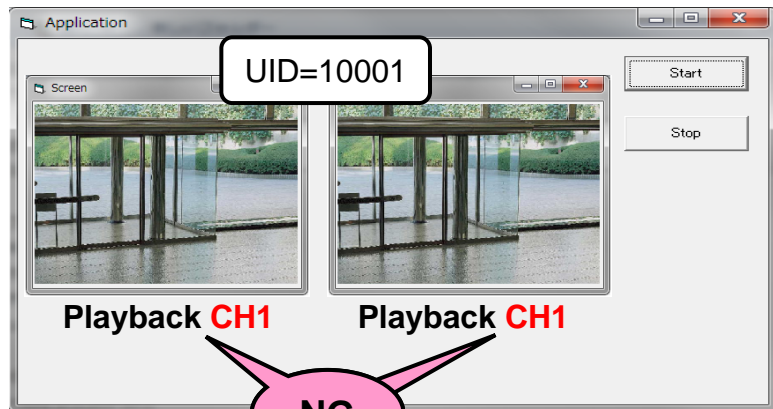 Application
UID=10001
Start
Screen
Stop
Playback CH1
Playback CH1
NG